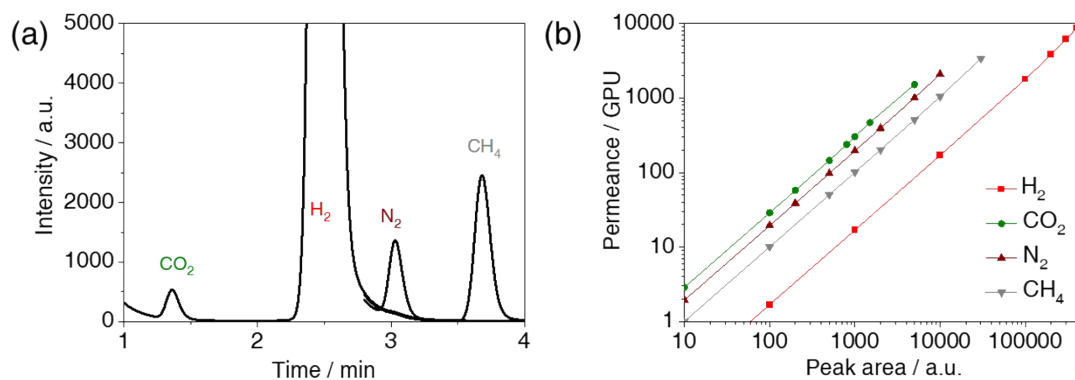 (a)
Intensity / a.u.
5000
4000
3000
2000
1000
0
CO₂
H₂
N₂
CH₄
1
2
3
4
Time / min
(b)
Permeance / GPU
10000
1000
100
10
1
H₂
CO₂
N₂
CH₄
10
100
1000
10000
100000
Peak area / a.u.